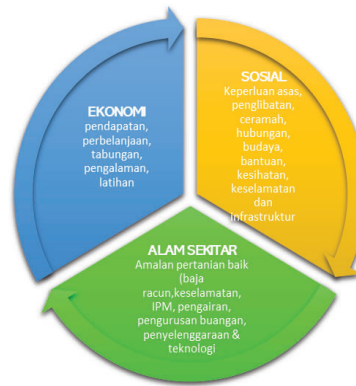 EKONOMI
pendapatan,
perbelanjaan,
tabungan,
pengalaman,
latihan
SOSIAL
Keperluan asas,
penglibatan,
ceramah,
hubungan,
budaya,
bantuan,
kesihatan,
keselamatan
dan
infrastruktur
ALAM SEKITAR
Amalan pertanian baik
(baja
racun,keselamatan,
IPM, pengairan,
pengurusan buangan,
penyelenggaraan &
teknologi